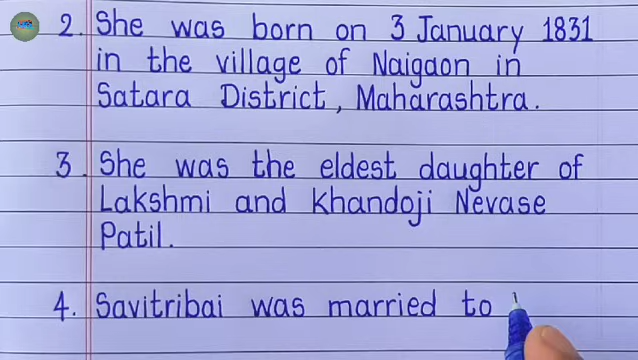 2. She was born on 3 January 1831
in the village of Naigaon in
Satara District, Maharashtra.
3. She was the eldest daughter of
Lakshmi and Khandoji Nevase
Patil.
4. Savitribai was married to